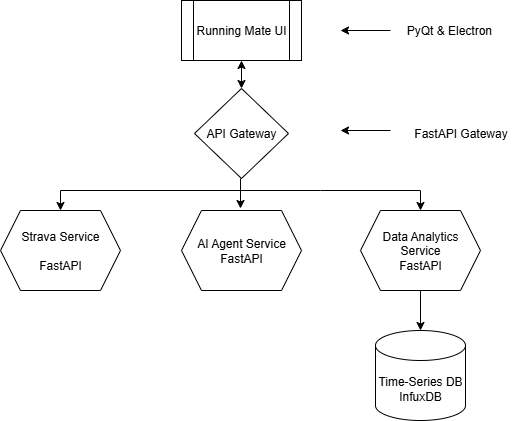 Running Mate UI
PyQt & Electron
API Gateway
FastAPI Gateway
Strava Service
FastAPI
AI Agent Service
FastAPI
Data Analytics
Service
FastAPI
Time-Series DB
InfuxDB